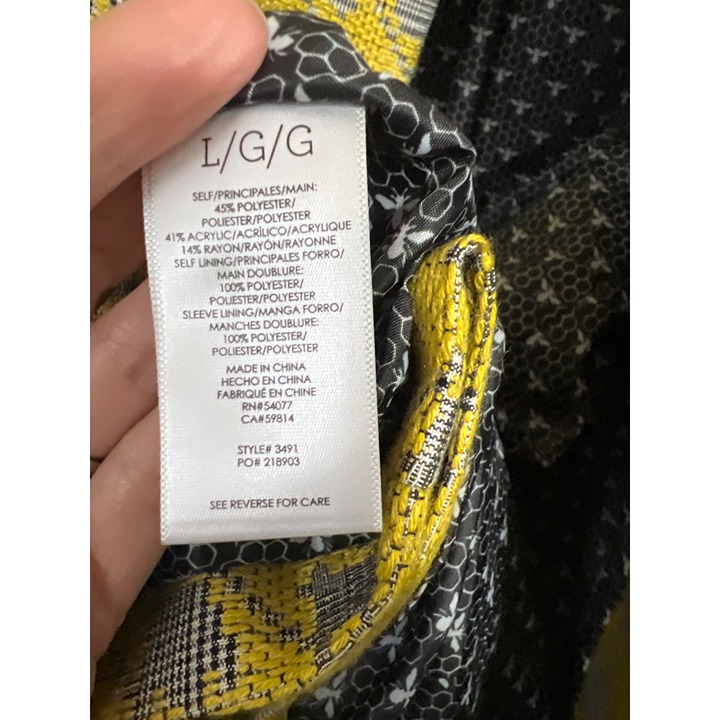 L/G/G
SELF/PRINCIPALES/MAIN:
45% POLYESTER/
POLIESTER/POLYESTER
41% ACRYLIC/ACRÍLICO/ACRYLIQUE
14% RAYON/RAYÓN/RAYONNE
SELF LINING/PRINCIPALES FORRO/
MAIN DOUBLURE:
100% POLYESTER/
POLIESTER/POLYESTER
SLEEVE LINING/MANGA FORRO/
MANCHES DOUBLURE:
100% POLYESTER/
POLIESTER/POLYESTER
MADE IN CHINA
HECHO EN CHINA
FABRIQUÉ EN CHINE
RN#54077
CA#59814
STYLE# 3491
PO# 218903
SEE REVERSE FOR CARE